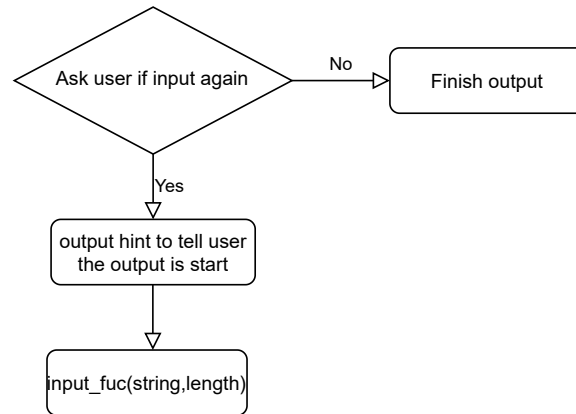 Ask user if input again
No
Finish output
Yes
output hint to tell user
the output is start
input_fuc(string,length)